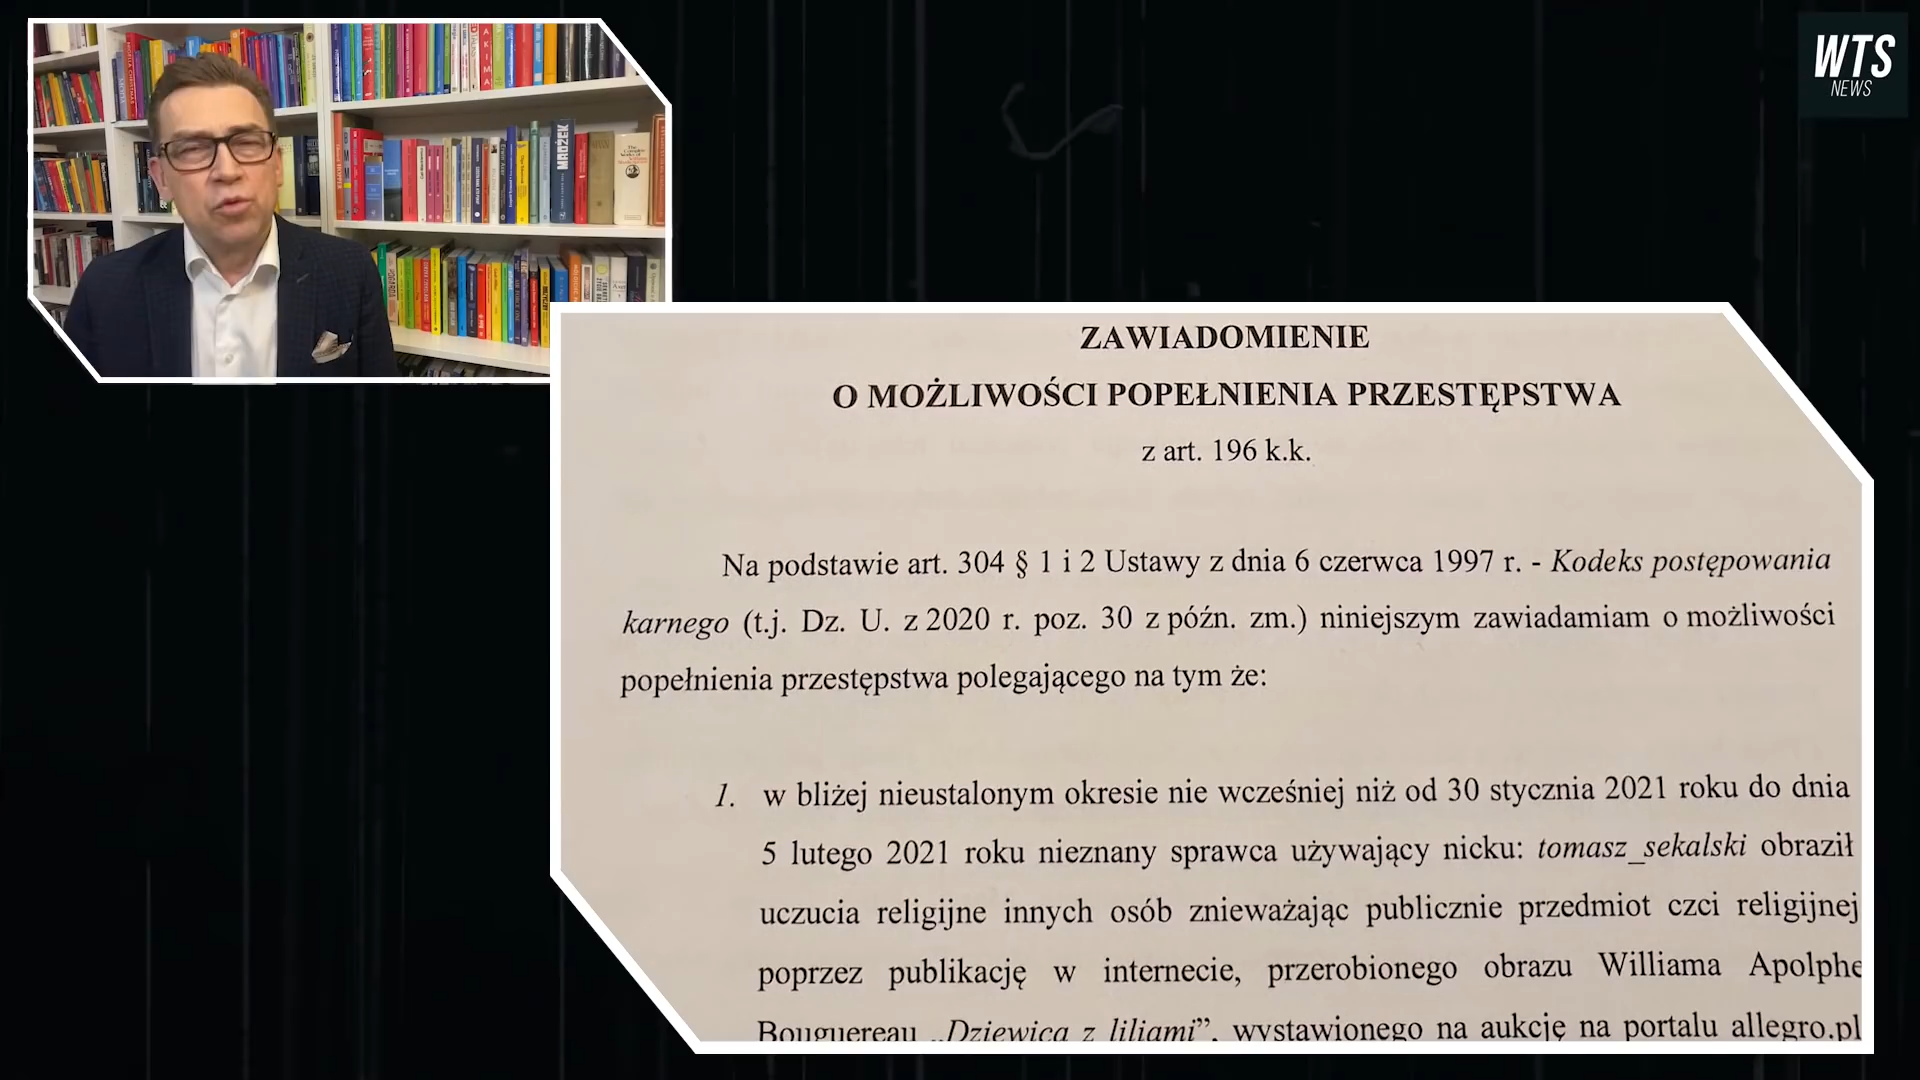 WTS
NEWS
AKIMA
MROŻEK
ZAWIADOMIENIE
O MOŻLIWOŚCI POPEŁNIENIA PRZESTĘPSTWA
z art. 196 k.k.
Na podstawie art. 304 § 1 i 2 Ustawy z dnia 6 czerwca 1997 r. - Kodeks postępowania
karnego (t.j. Dz. U. z 2020 r. poz. 30 z późn. zm.) niniejszym zawiadamiam o możliwości
popełnienia przestępstwa polegającego na tym że:
1. w bliżej nieustalonym okresie nie wcześniej niż od 30 stycznia 2021 roku do dnia
5 lutego 2021 roku nieznany sprawca używający nicku: tomasz_sekalski obraził
uczucia religijne innych osób znieważając publicznie przedmiot czci religijnej
poprzez publikację w internecie, przerobionego obrazu Williama Apolphe
Bouguereau „Dziewica z liliami”, wystawionego na aukcję na portalu allegro.pl